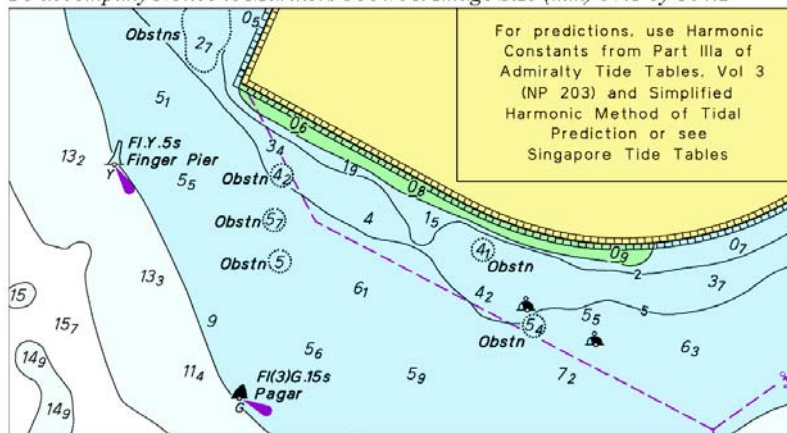 For predictions, use Harmonic
Constants from Part IIIa of
Admiralty Tide Tables, Vol 3
(NP 203) and Simplified
Harmonic Method of Tidal
Prediction or see
Singapore Tide Tables
Obstns
2₇
0₅
5₁
Fl.Y.5s
Finger Pier
Y
13₂
5₅
3₄
0₆
19
0₈
Obstn 4₂
Obstn 5₇
Obstn 5
4
1₅
4₁
Obstn
0₉
0₇
2
3₇
13₃
6₁
4₂
5₅
5
15
15₇
9
Obstn
5₄
6₃
14₉
11₄
5₆
5₉
7₂
Fl(3)G.15s
Pagar
G
14₉